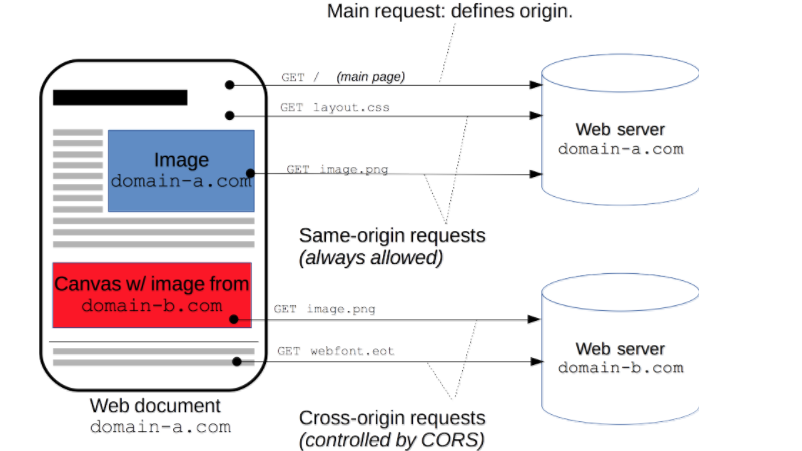 Main request: defines origin.
GET / (main page)
GET layout.css
Web server
domain-a.com
Image
domain-a.com
GET image.png
Same-origin requests
(always allowed)
Canvas w/ image from
domain-b.com
GET image.png
GET webfont.eot
Web server
domain-b.com
Web document
domain-a.com
Cross-origin requests
(controlled by CORS)